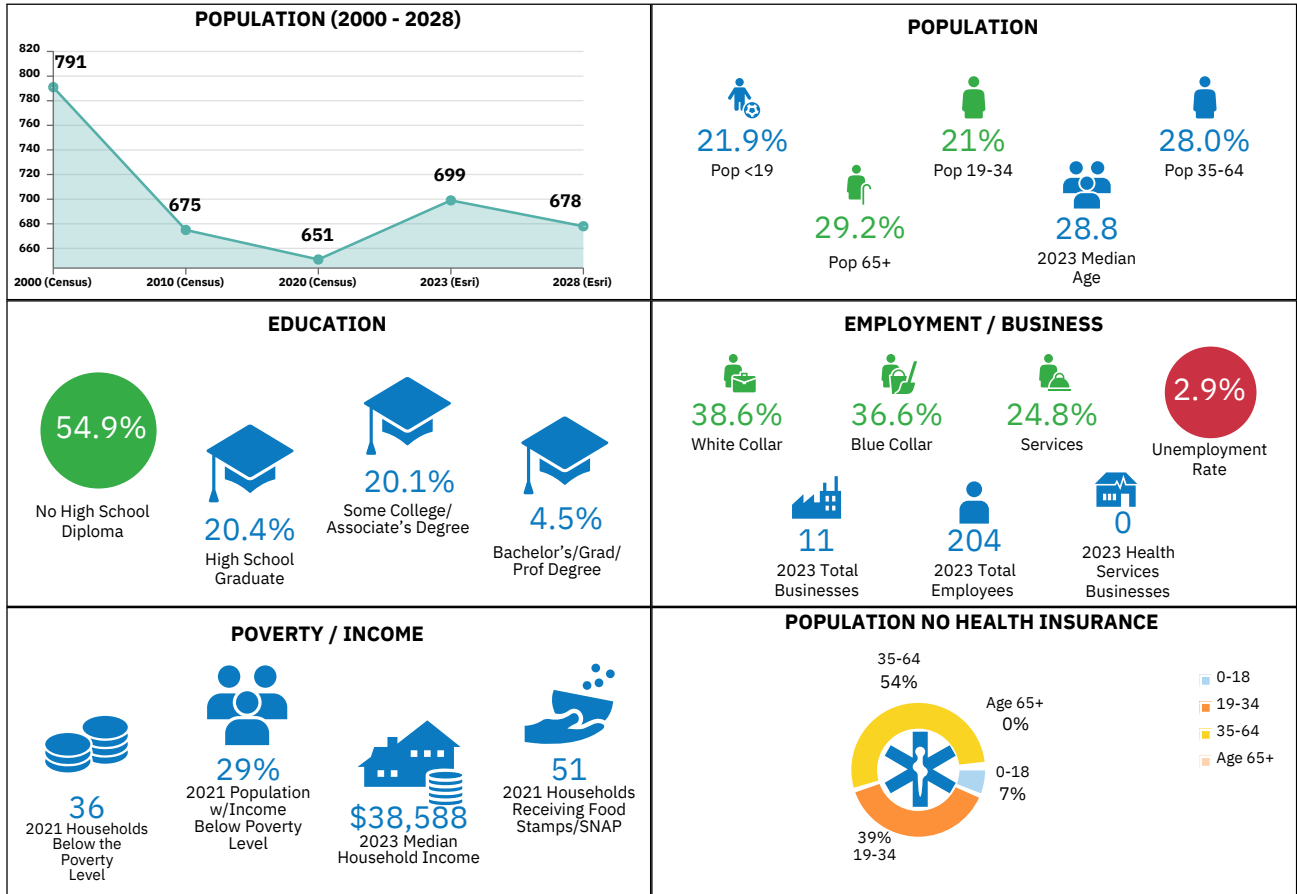 POPULATION (2000 - 2028)
820
800
780
760
740
720
700
680
660
791
675
651
699
678
2000 (Census)
2010 (Census)
2020 (Census)
2023 (Esri)
2028 (Esri)
POPULATION
21.9%
Pop <19
21%
Pop 19-34
28.0%
Pop 35-64
29.2%
Pop 65+
28.8
2023 Median
Age
EDUCATION
54.9%
No High School
Diploma
20.4%
High School
Graduate
20.1%
Some College/
Associate's Degree
4.5%
Bachelor's/Grad/
Prof Degree
EMPLOYMENT / BUSINESS
38.6%
White Collar
36.6%
Blue Collar
24.8%
Services
2.9%
Unemployment
Rate
11
2023 Total
Businesses
204
2023 Total
Employees
0
2023 Health
Services
Businesses
POVERTY / INCOME
36
2021 Households
Below the
Poverty
Level
29%
2021 Population
w/Income
Below Poverty
Level
$38,588
2023 Median
Household Income
51
2021 Households
Receiving Food
Stamps/SNAP
POPULATION NO HEALTH INSURANCE
35-64
54%
Age 65+
0%
0-18
7%
39%
19-34
0-18
19-34
35-64
Age 65+